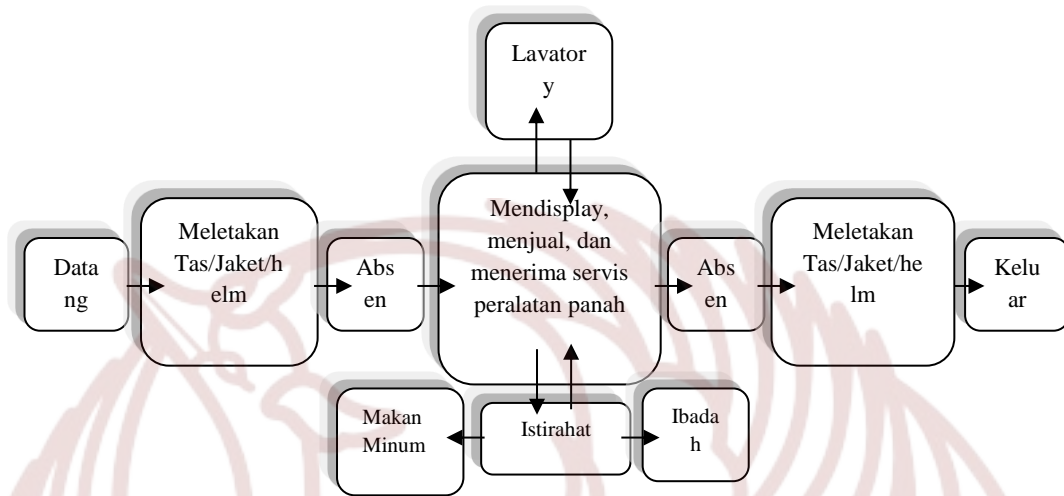 Lavator
y
Data
ng
Meletakan
Tas/Jaket/h
elm
Abs
en
Mendisplay,
menjual, dan
menerima servis
peralatan panah
Abs
en
Meletakan
Tas/Jaket/he
lm
Kelu
ar
Makan
Minum
Istirahat
Ibada
h